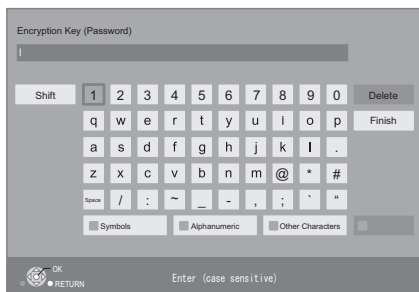 Encryption Key (Password)
Shift 1 2 3 4 5 6 7 8 9 0 Delete
q w e r t y u i o p Finish
a s d f g h j k l .
z x c v b n m @ * #
Space / : ~ _ - , ; ` “
Symbols Alphanumeric Other Characters
OK
RETURN
Enter (case sensitive)